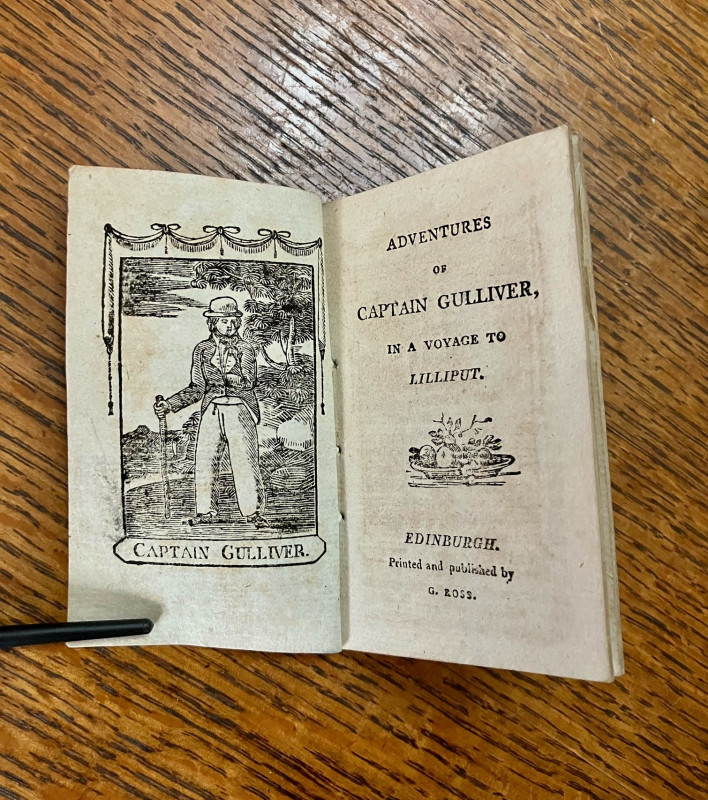 CAPTAIN GULLIVER.
ADVENTURES
OF
CAPTAIN GULLIVER,
IN A VOYAGE TO
LILLIPUT.
EDINBURGH.
Printed and published by
G. ROSS.